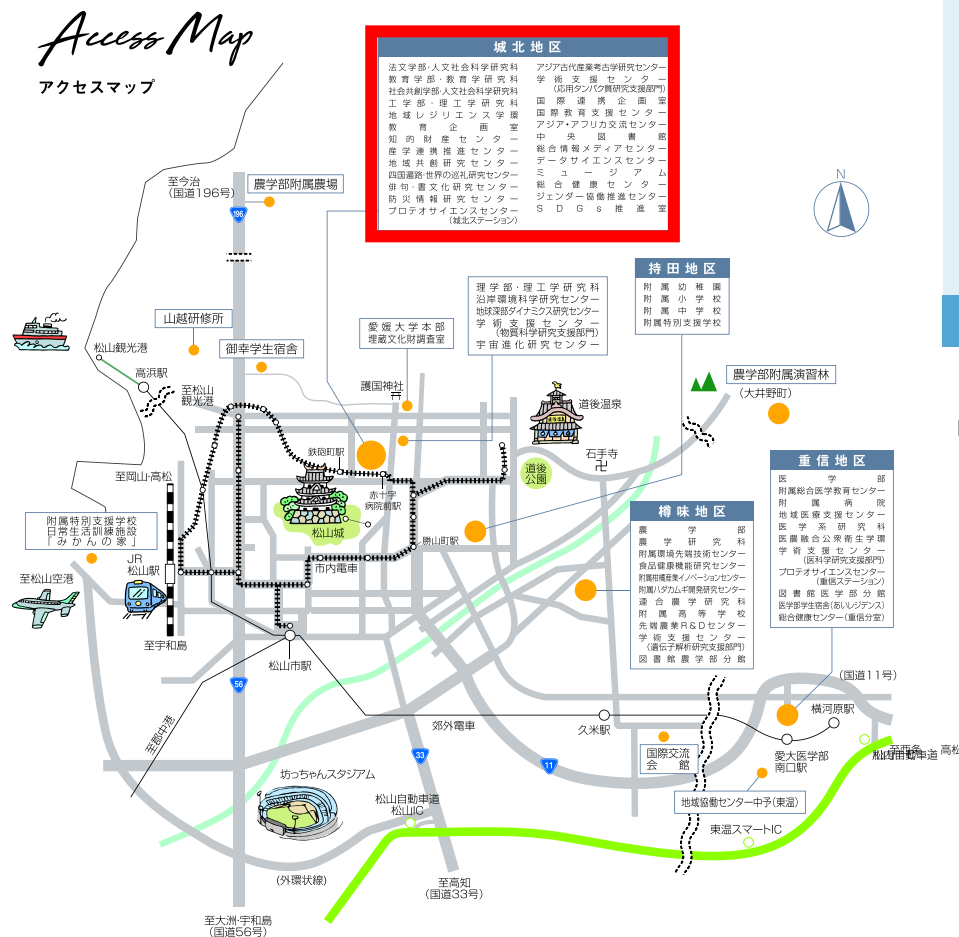 Access Map
アクセスマップ
城北地区
法文学部・人文社会科学研究科
教育学部・教育学研究科
社会共創学部・人文社会科学研究科
工学部・理工学研究科
地域レジリエンス学環
教育企画室
知的財産センター
産学連携推進センター
地域共創研究センター
四国遍路・世界の巡礼研究センター
俳句・書文化研究センター
防災情報研究センター
プロテオサイエンスセンター
(城北ステーション)
アジア古代産業考古学研究センター
学術支援センター
(応用タンパク質研究支援部門)
国際連携企画室
国際教育支援センター
アジア・アフリカ交流センター
中央図書館
総合情報メディアセンター
データサイエンスセンター
ミュージアム
総合健康センター
ジェンダー協働推進センター
SDGs推進室
至今治
(国道196号)
農学部附属農場
196
N
持田地区
附属幼稚園
附属小学校
附属中学校
附属特別支援学校
理学部・理工学研究科
沿岸環境科学研究センター
地球深部ダイナミクス研究センター
学術支援センター
(物質科学研究支援部門)
宇宙進化研究センター
愛媛大学本部
埋蔵文化財調査室
山越研修所
御幸学生宿舎
松山観光港
高浜駅
至松山
観光港
護国神社
道後温泉
農学部附属演習林
(大井野町)
鉄砲町駅
石手寺
道後
公園
至岡山・高松
赤十字
病院前駅
松山城
勝山町駅
重信地区
医学部
附属総合医学教育センター
附属病院
地域医療支援センター
医学系研究科
医農融合公衆衛生学環
学術支援センター
(医科学研究支援部門)
プロテオサイエンスセンター
(重信ステーション)
図書館医学部分館
医学部学生宿舎(あいレジデンス)
総合健康センター(重信分室)
樽味地区
農学部
農学研究科
附属環境先端技術センター
食品健康機能研究センター
附属柑橘産業イノベーションセンター
附属ハダカムギ開発研究センター
連合農学研究科
附属高等学校
先端農業R&Dセンター
学術支援センター
(遺伝子解析研究支援部門)
図書館農学部分館
附属特別支援学校
日常生活訓練施設
「みかんの家」
JR
松山駅
市内電車
至松山空港
至宇和島
松山市駅
(国道11号)
56
至郡中港
郊外電車
久米駅
横河原駅
国際交流
会館
愛大医学部
南口駅
33
11
坊っちゃんスタジアム
松山自動車道
松山IC
地域協働センター中予(東温)
東温スマートIC
(外環状線)
至高知
(国道33号)
至大洲・宇和島
(国道56号)